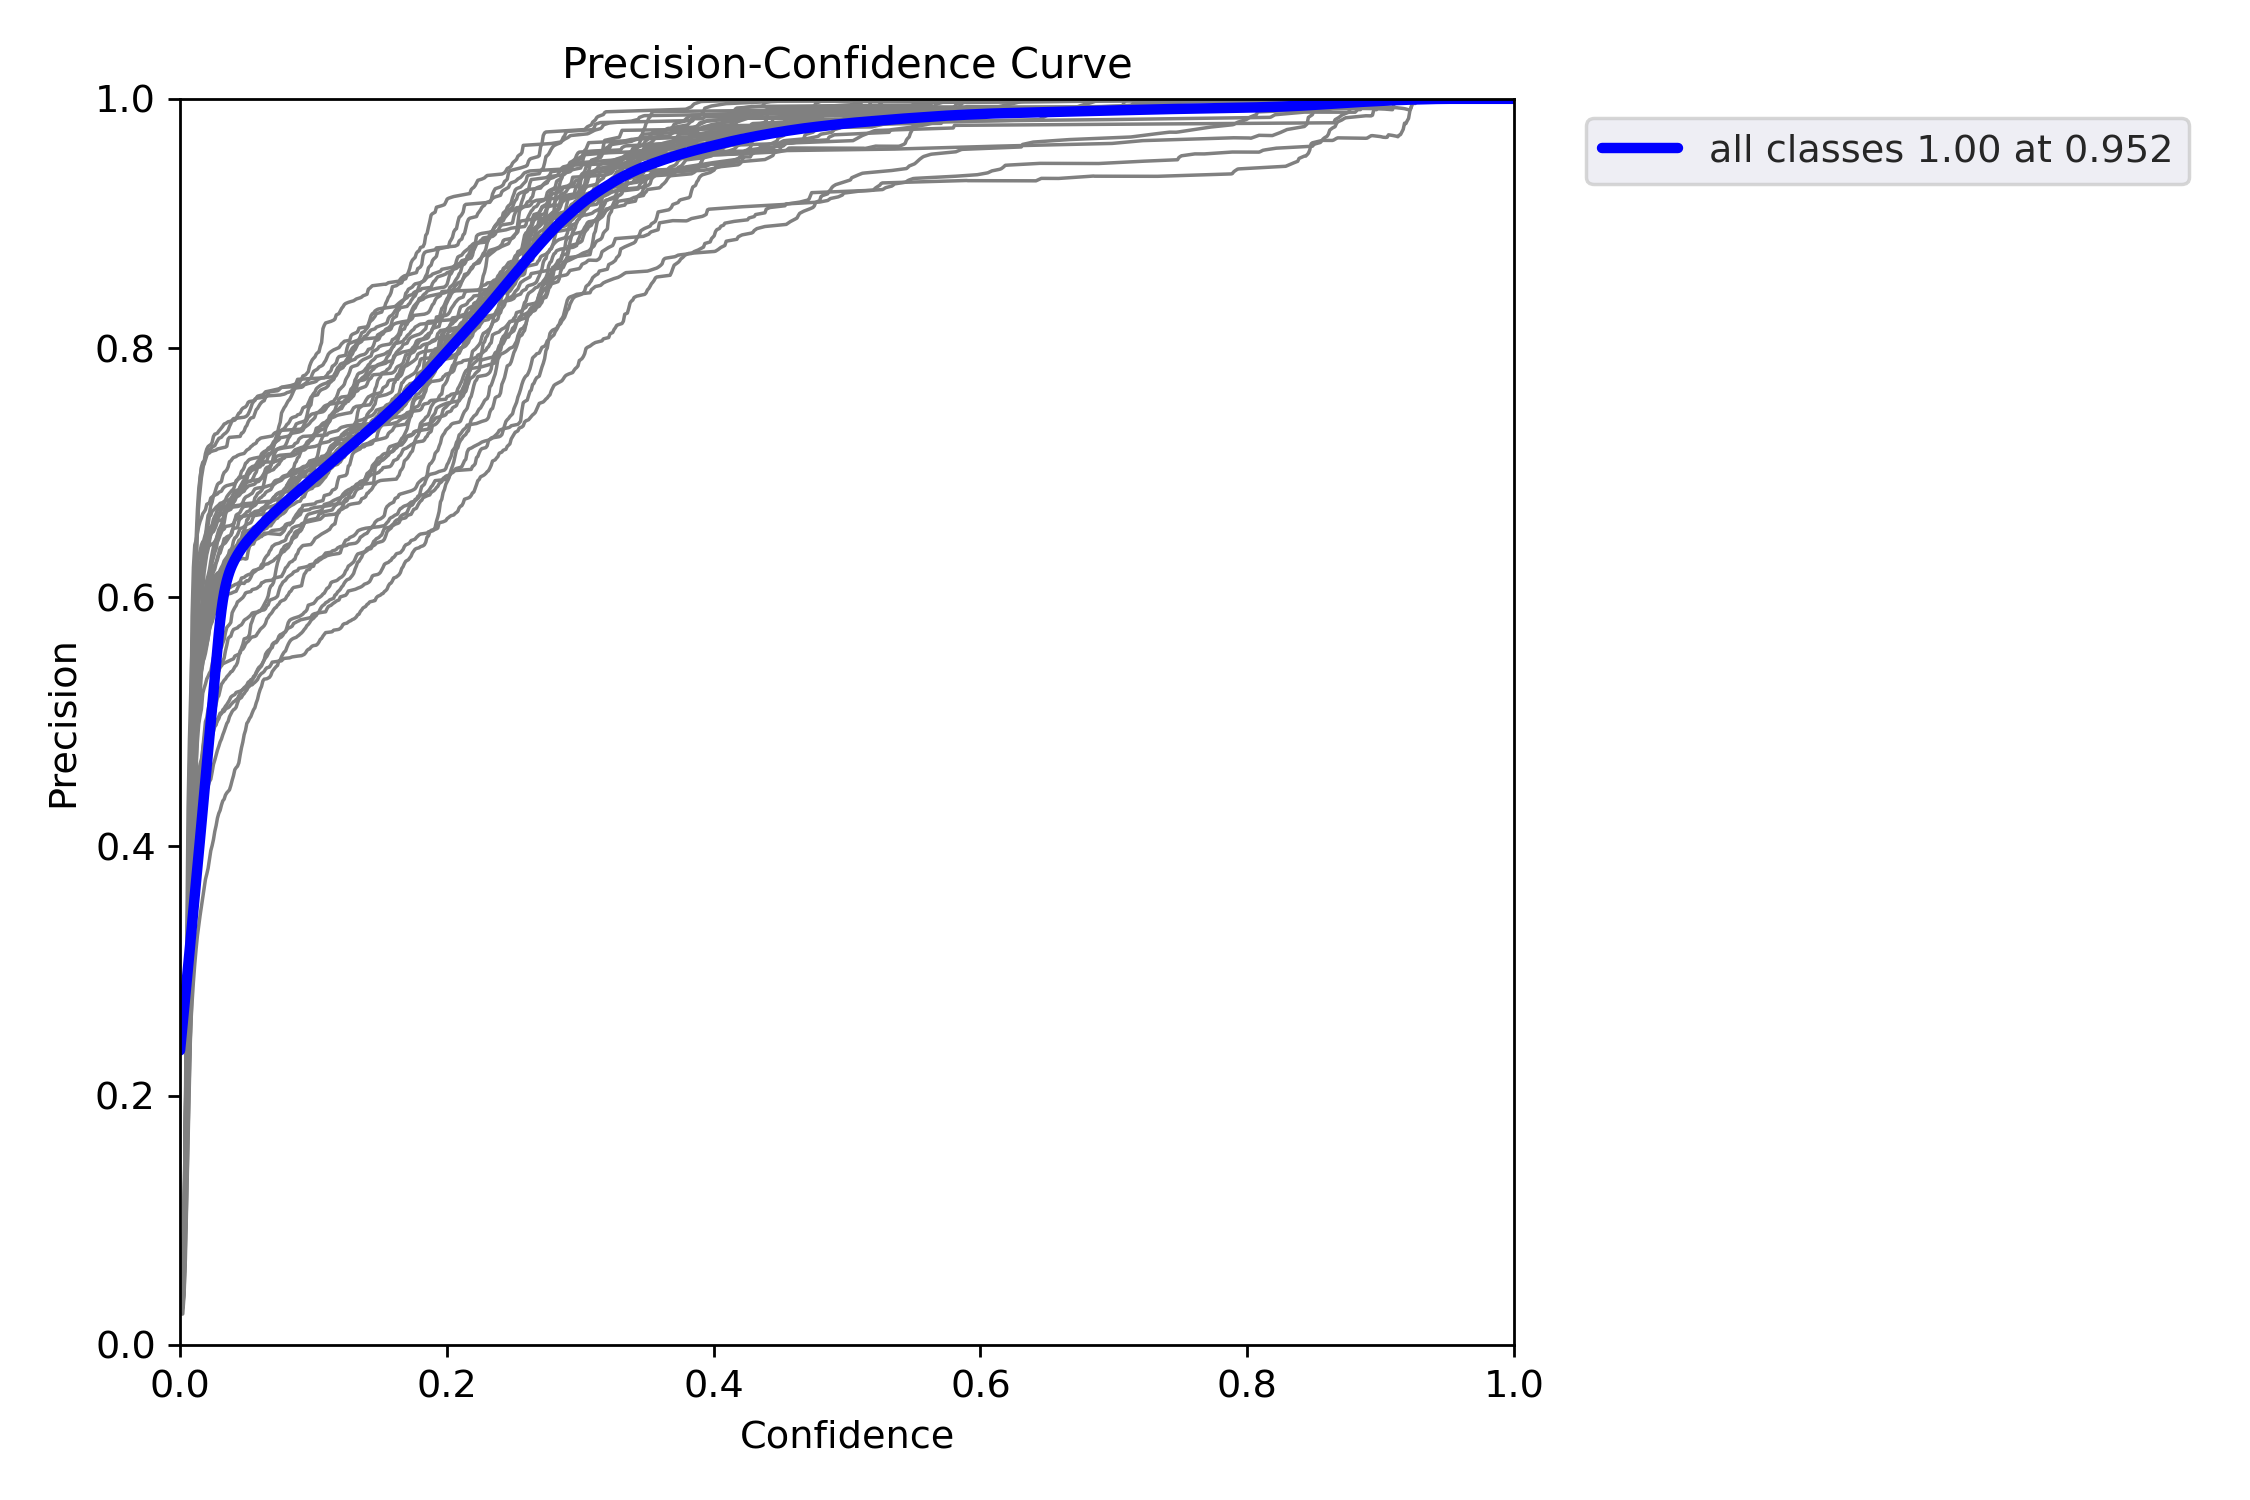 Precision-Confidence Curve
all classes 1.00 at 0.952
1.0
0.8
0.6
0.4
0.2
0.0
Precision
0.0 0.2 0.4 0.6 0.8 1.0
Confidence